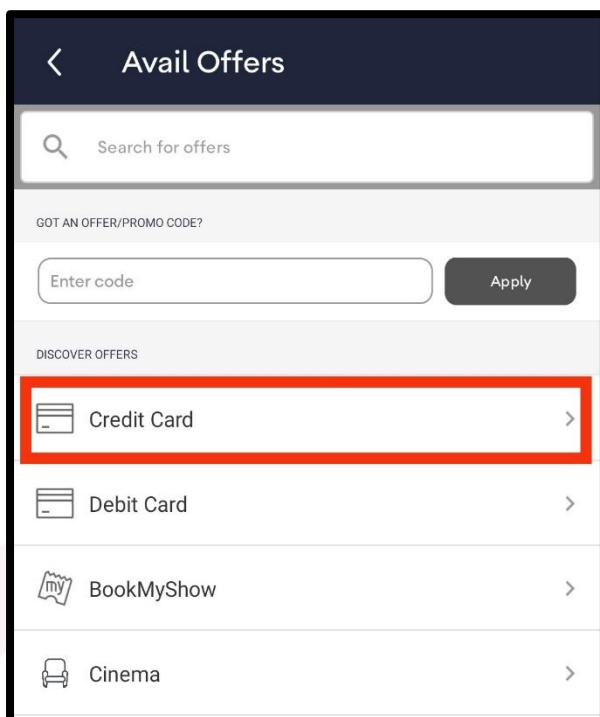 Avail Offers
Search for offers
GOT AN OFFER/PROMO CODE?
Enter code
Apply
DISCOVER OFFERS
Credit Card
Debit Card
my
BookMyShow
Cinema